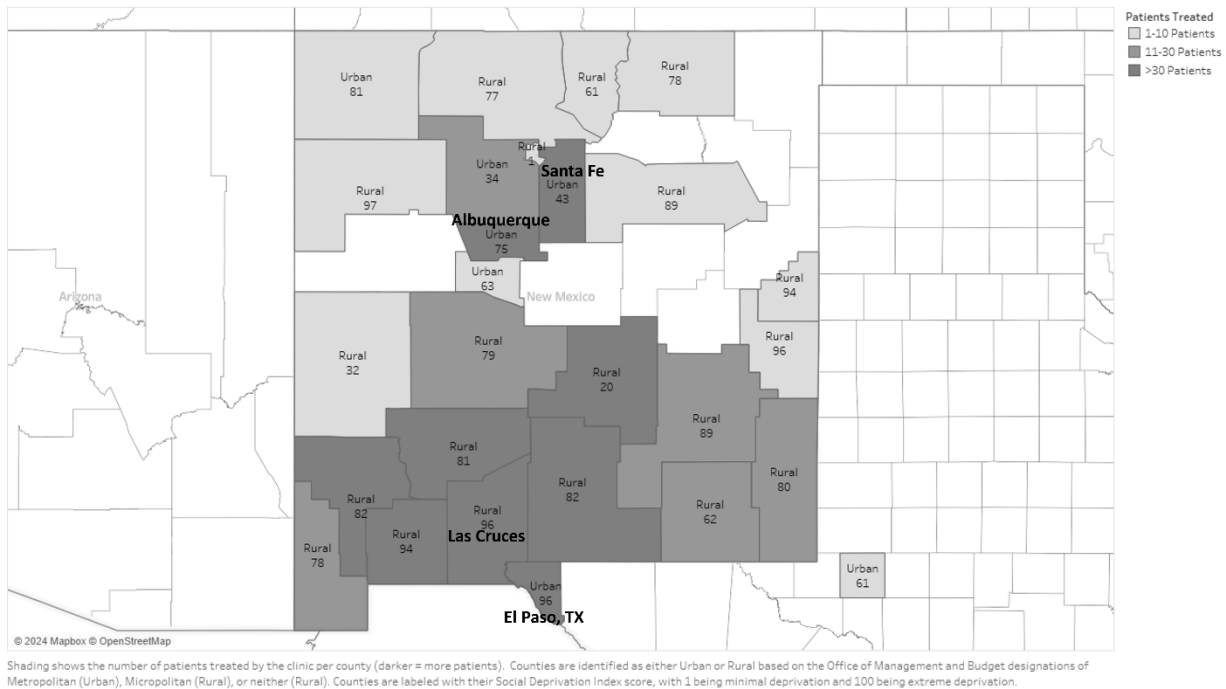 Patients Treated
1-10 Patients
11-30 Patients
>30 Patients
Urban
81
Rural
77
Rural
61
Rural
78
Rural
1
Santa Fe
Urban
34
Urban
43
Rural
97
Rural
89
Albuquerque
Urban
75
Urban
63
Arizona
New Mexico
Rural
94
Rural
96
Rural
32
Rural
79
Rural
20
Rural
89
Rural
81
Rural
80
Rural
82
Rural
82
Rural
62
Rural
96
Las Cruces
Rural
94
Rural
78
Urban
61
Urban
96
El Paso, TX
© 2024 Mapbox © OpenStreetMap
Shading shows the number of patients treated by the clinic per county (darker = more patients). Counties are identified as either Urban or Rural based on the Office of Management and Budget designations of
Metropolitan (Urban), Micropolitan (Rural), or neither (Rural). Counties are labeled with their Social Deprivation Index score, with 1 being minimal deprivation and 100 being extreme deprivation.